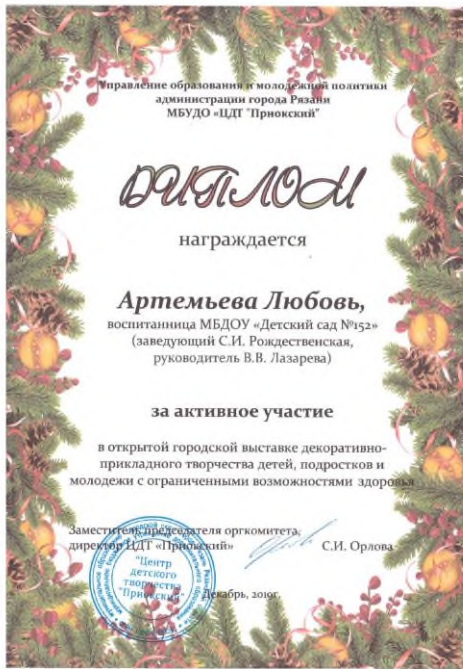 Управление образования и молодежной политики
администрации города Рязани
МБУДО «ЦДТ "Приокский"
ДИПЛОМ
награждается
Артемьева Любовь,
воспитанница МБДОУ «Детский сад №152»
(заведующий С.И. Рождественская,
руководитель В.В. Лазарева)
за активное участие
в открытой городской выставке декоративно-
прикладного творчества детей, подростков и
молодежи с ограниченными возможностями здоровья
Заместитель председателя оргкомитета,
директор ЦДТ «Приокский» С.И. Орлова
"Центр
детского
творчества
"Приокский"
Декабрь, 2019г.